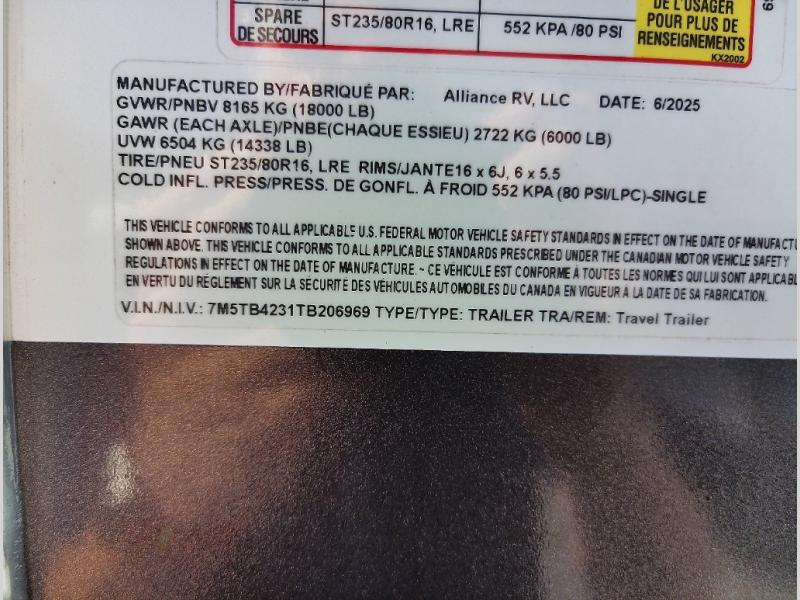 DE L'USAGER
SPARE
DE SECOURS
ST235/80R16, LRE
552 KPA /80 PSI
POUR PLUS DE
RENSEIGNEMENTS
KX2002
69
MANUFACTURED BY/FABRIQUÉ PAR: Alliance RV, LLC DATE: 6/2025
GVWR/PNBV 8165 KG (18000 LB)
GAWR (EACH AXLE)/PNBE(CHAQUE ESSIEU) 2722 KG (6000 LB)
UVW 6504 KG (14338 LB)
TIRE/PNEU ST235/80R16, LRE RIMS/JANTE16 x 6J, 6 x 5.5
COLD INFL. PRESS/PRESS. DE GONFL. À FROID 552 KPA (80 PSI/LPC)-SINGLE
THIS VEHICLE CONFORMS TO ALL APPLICABLE U.S. FEDERAL MOTOR VEHICLE SAFETY STANDARDS IN EFFECT ON THE DATE OF MANUFACTU
SHOWN ABOVE. THIS VEHICLE CONFORMS TO ALL APPLICABLE STANDARDS PRESCRIBED UNDER THE CANADIAN MOTOR VEHICLE SAFETY
REGULATIONS IN EFFECT ON THE DATE OF MANUFACTURE. ~ CE VÉHICULE EST CONFORME À TOUTES LES NORMES QUI LUI SONT APPLICABL
EN VERTU DU RÉGLEMENT SUR LA SÉCURITÉ DES VÉHICULES AUTOMOBILES DU CANADA EN VIGUEUR À LA DATE DE SA FABRICATION.
V.I.N./N.I.V.: 7M5TB4231TB206969 TYPE/TYPE: TRAILER TRA/REM: Travel Trailer